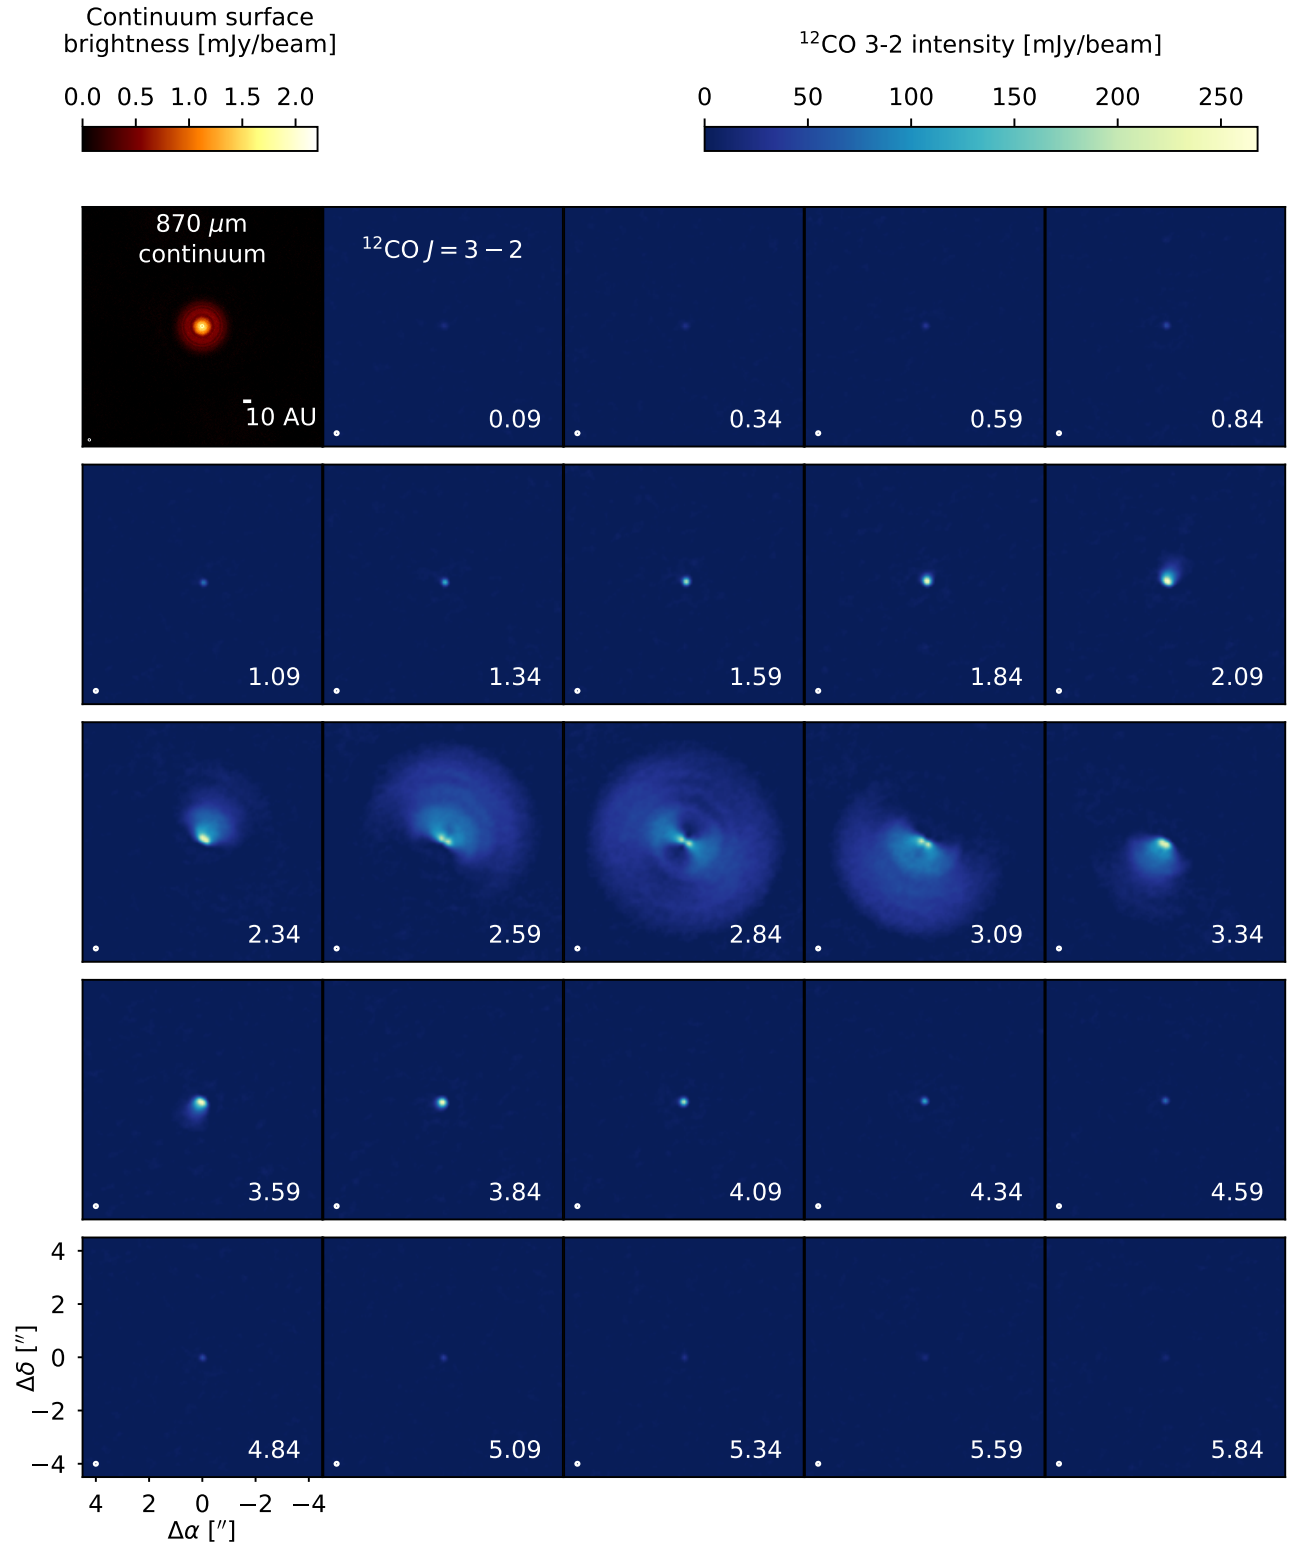 Continuum surface
brightness [mJy/beam]
0.0 0.5 1.0 1.5 2.0
¹²CO 3-2 intensity [mJy/beam]
0 50 100 150 200 250
870 μm
continuum
10 AU
¹²CO J = 3 − 2
0.09
0.34
0.59
0.84
1.09
1.34
1.59
1.84
2.09
2.34
2.59
2.84
3.09
3.34
3.59
3.84
4.09
4.34
4.59
4.84
5.09
5.34
5.59
5.84
4
2
0
−2
−4
Δδ [″]
4 2 0 −2 −4
Δα [″]